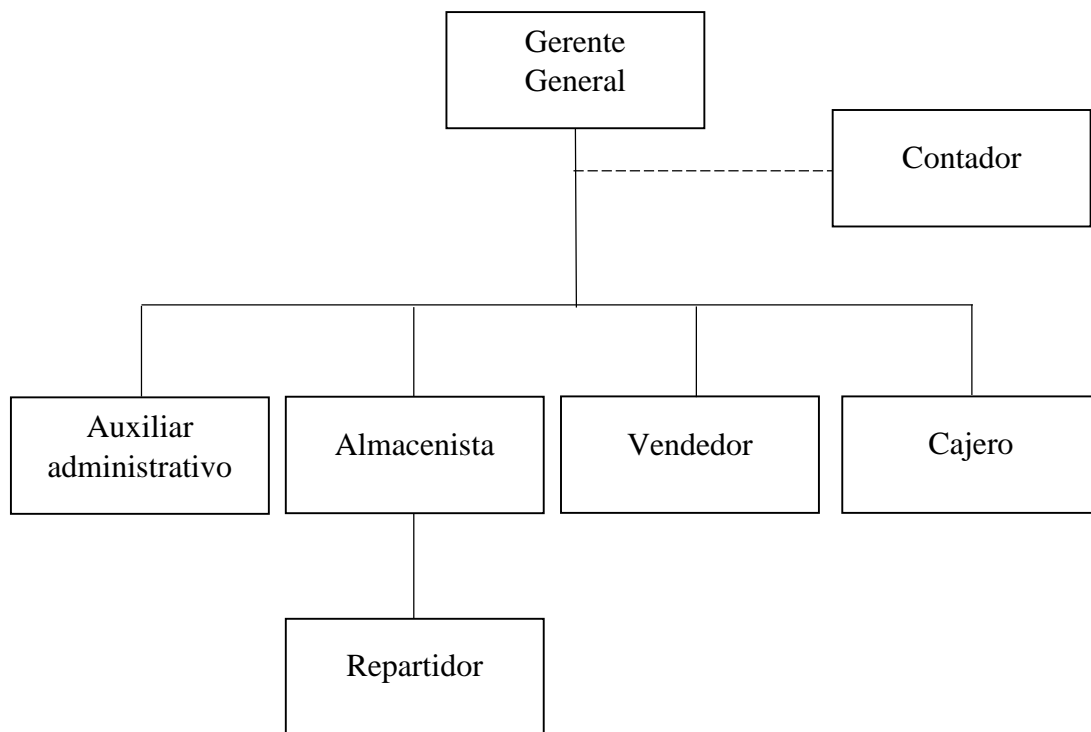 Gerente
General
Contador
Auxiliar
administrativo
Almacenista
Vendedor
Cajero
Repartidor